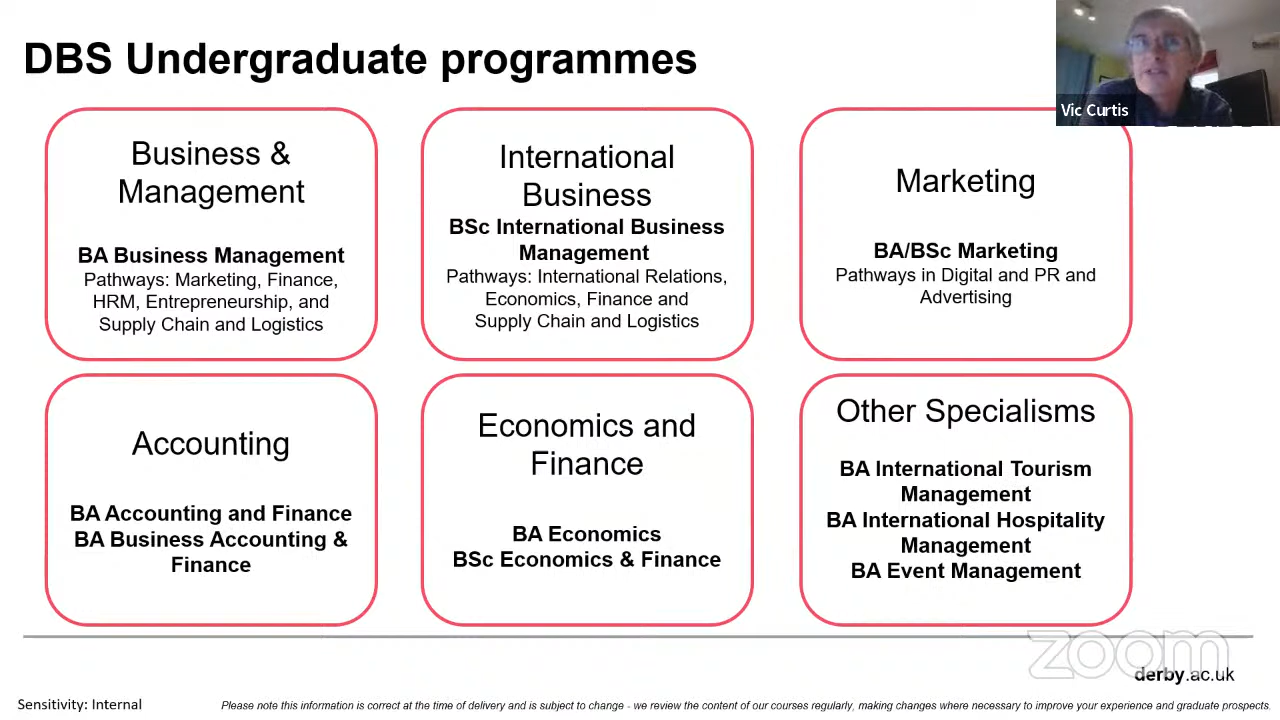 DBS Undergraduate programmes
Vic Curtis
Business &
Management
BA Business Management
Pathways: Marketing, Finance,
HRM, Entrepreneurship, and
Supply Chain and Logistics
International
Business
BSc International Business
Management
Pathways: International Relations,
Economics, Finance and
Supply Chain and Logistics
Marketing
BA/BSc Marketing
Pathways in Digital and PR and
Advertising
Accounting
BA Accounting and Finance
BA Business Accounting &
Finance
Economics and
Finance
BA Economics
BSc Economics & Finance
Other Specialisms
BA International Tourism
Management
BA International Hospitality
Management
BA Event Management
zoom
derby.ac.uk
Sensitivity: Internal
Please note this information is correct at the time of delivery and is subject to change - we review the content of our courses regularly, making changes where necessary to improve your experience and graduate prospects.